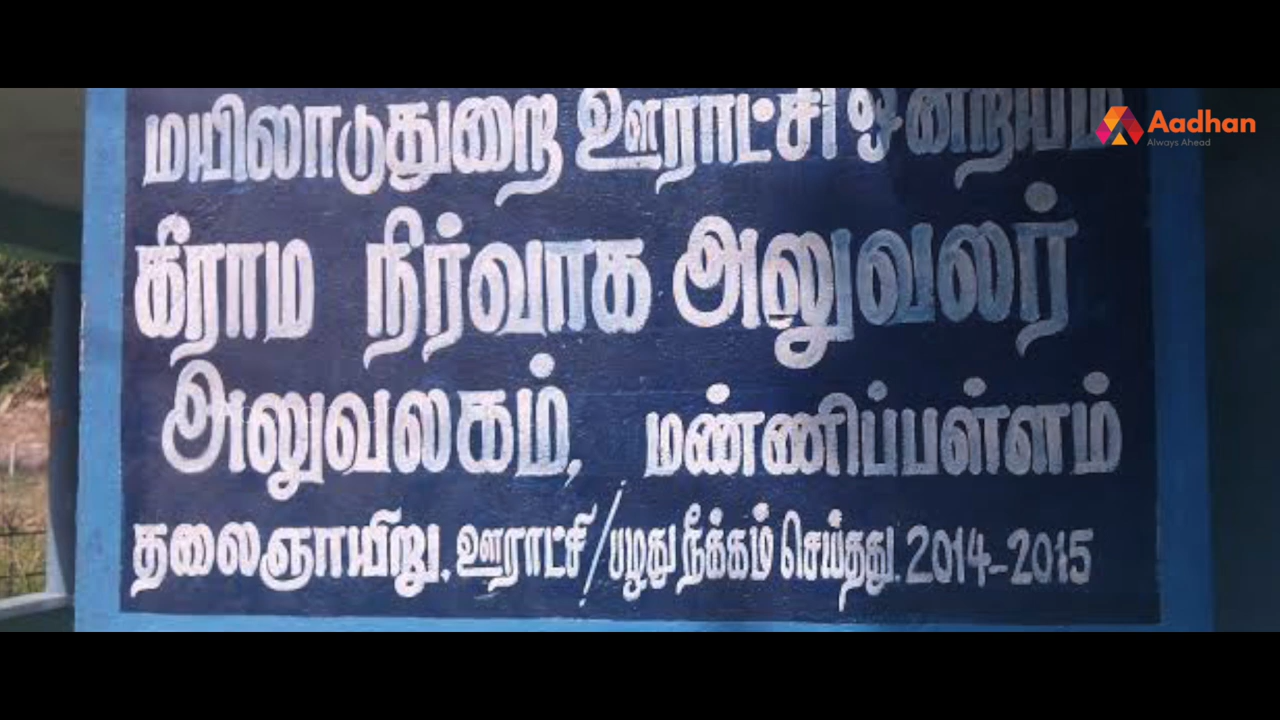 மயிலாடுதுறை ஊராட்சி ஒன்றியம்
Aadhan
Always Ahead
கிராம நிர்வாக அலுவலர்
அலுவலகம், மண்ணிப்பள்ளம்
தலைஞாயிறு, ஊராட்சி/பழுது நீக்கம் செய்தது. 2014-2015